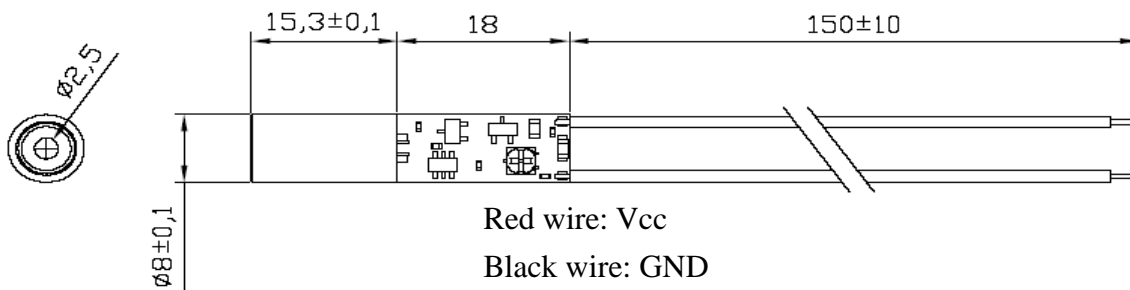 15,3±0,1
18
150±10
Ø2,5
Ø8±0,1
Red wire: Vcc
Black wire: GND